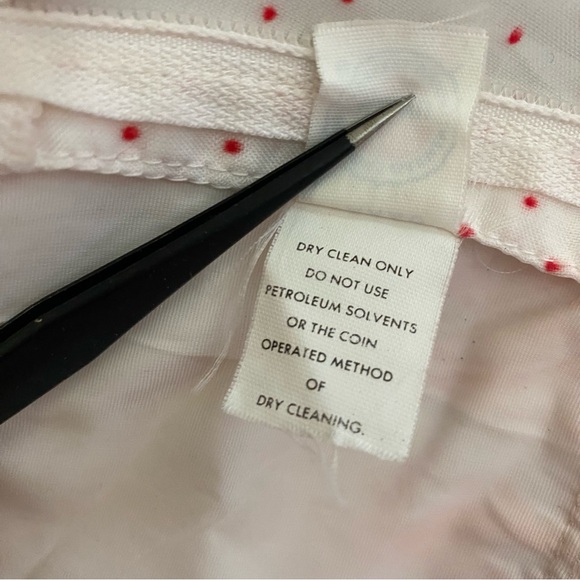 DRY CLEAN ONLY
DO NOT USE
PETROLEUM SOLVENTS
OR THE COIN
OPERATED METHOD
OF
DRY CLEANING.